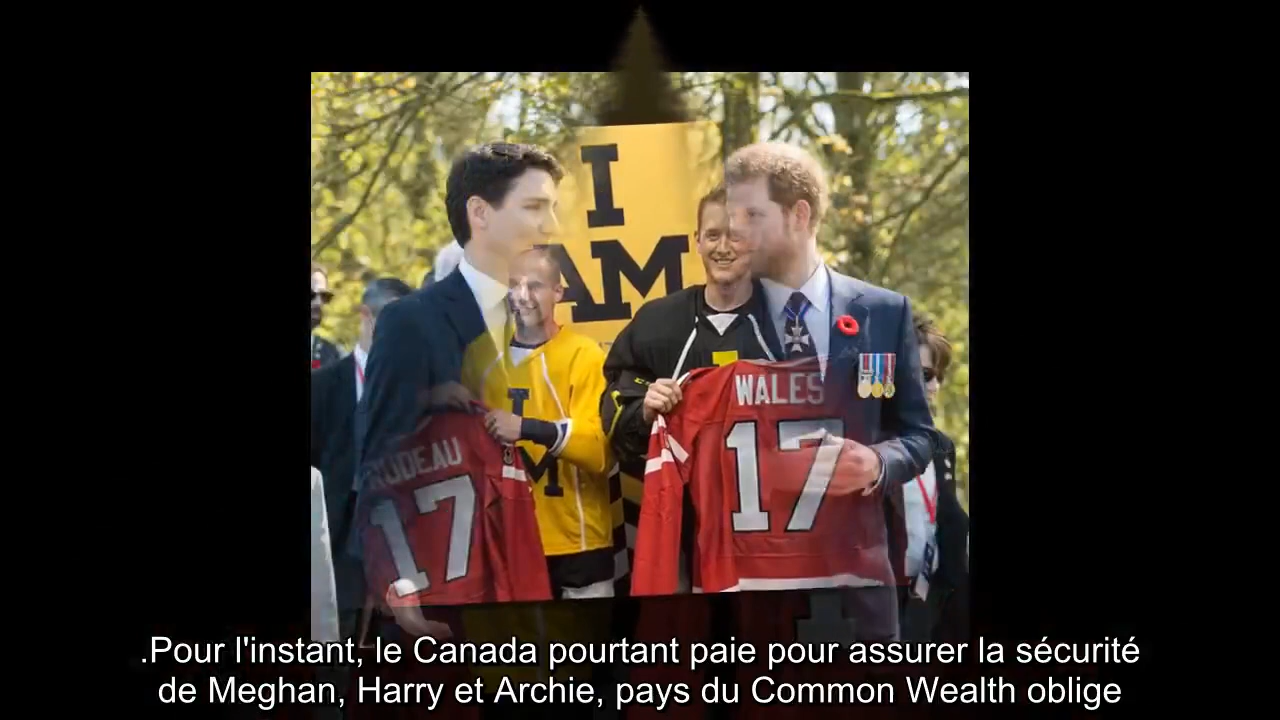 I
AM
WALES
17
RUDEAU
17
I
M
.Pour l'instant, le Canada pourtant paie pour assurer la sécurité
de Meghan, Harry et Archie, pays du Common Wealth oblige